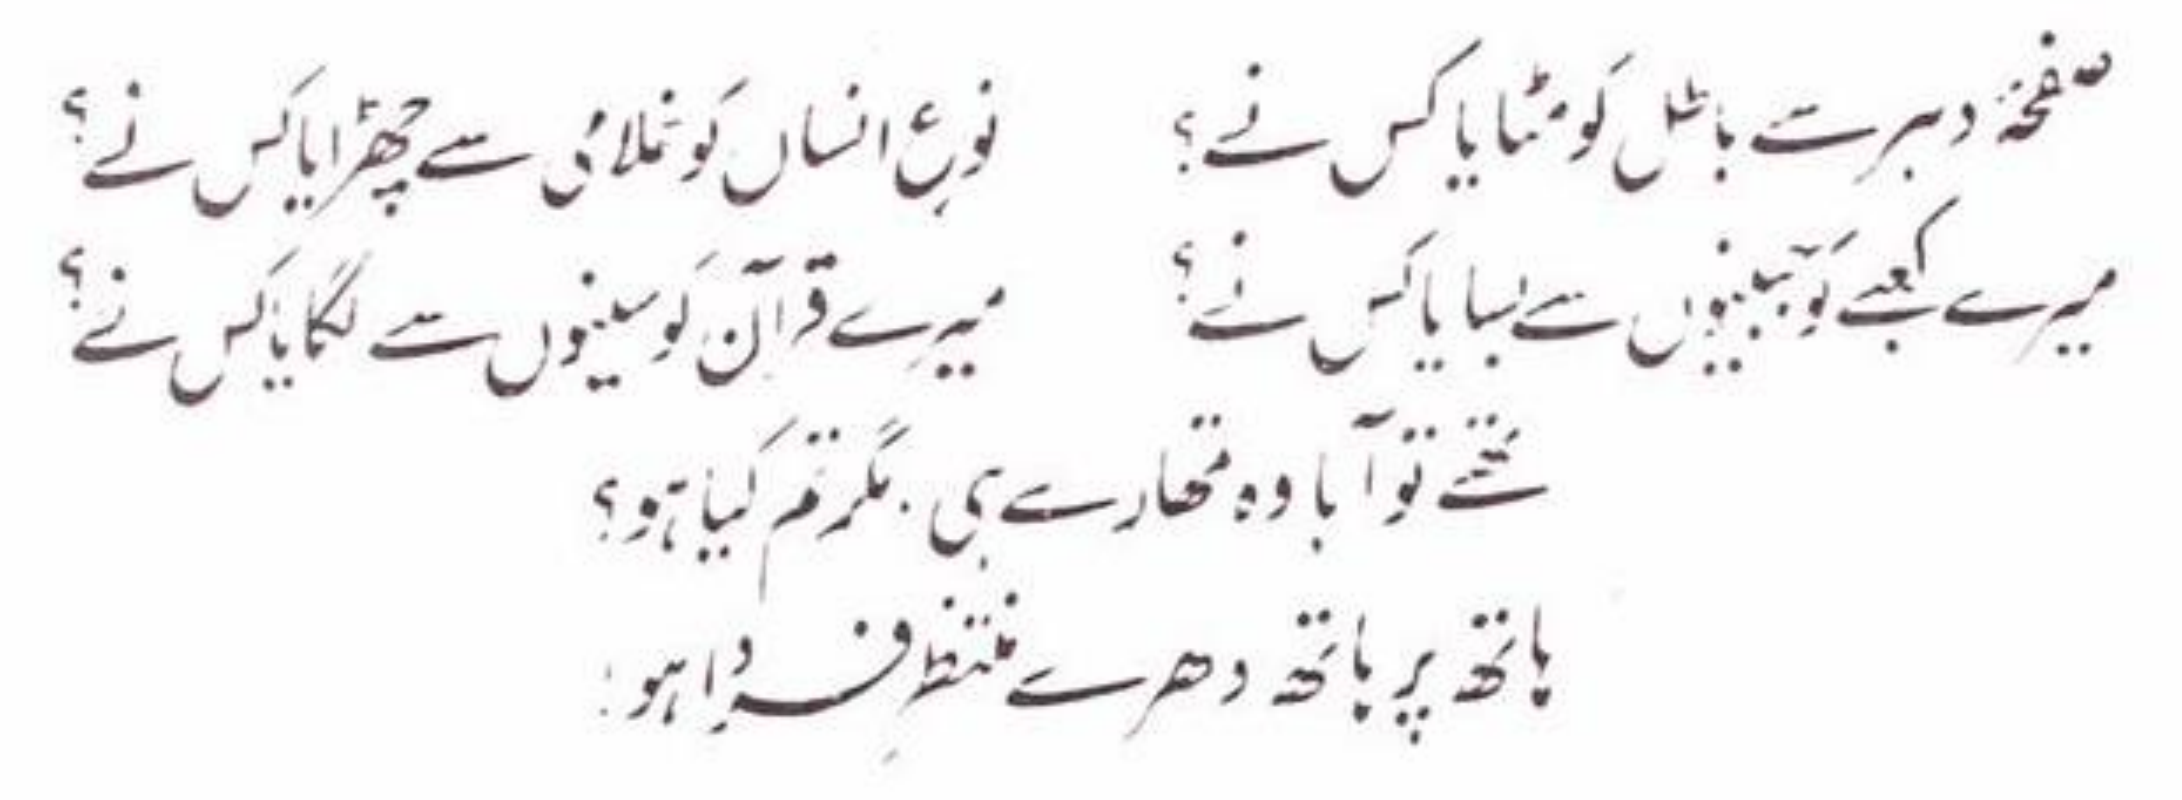 صفحۂ دہر سے باطل کو مٹایا کس نے؟ نوعِ انساں کو غلامی سے چھڑایا کس نے؟
میرے کعبے کو جبینوں سے بسایا کس نے؟ میرے قرآن کو سینوں سے لگایا کس نے؟
تھے تو آبا وہ تمھارے ہی، مگر تم کیا ہو؟
ہاتھ پر ہاتھ دھرے منتظرِ فردا ہو!